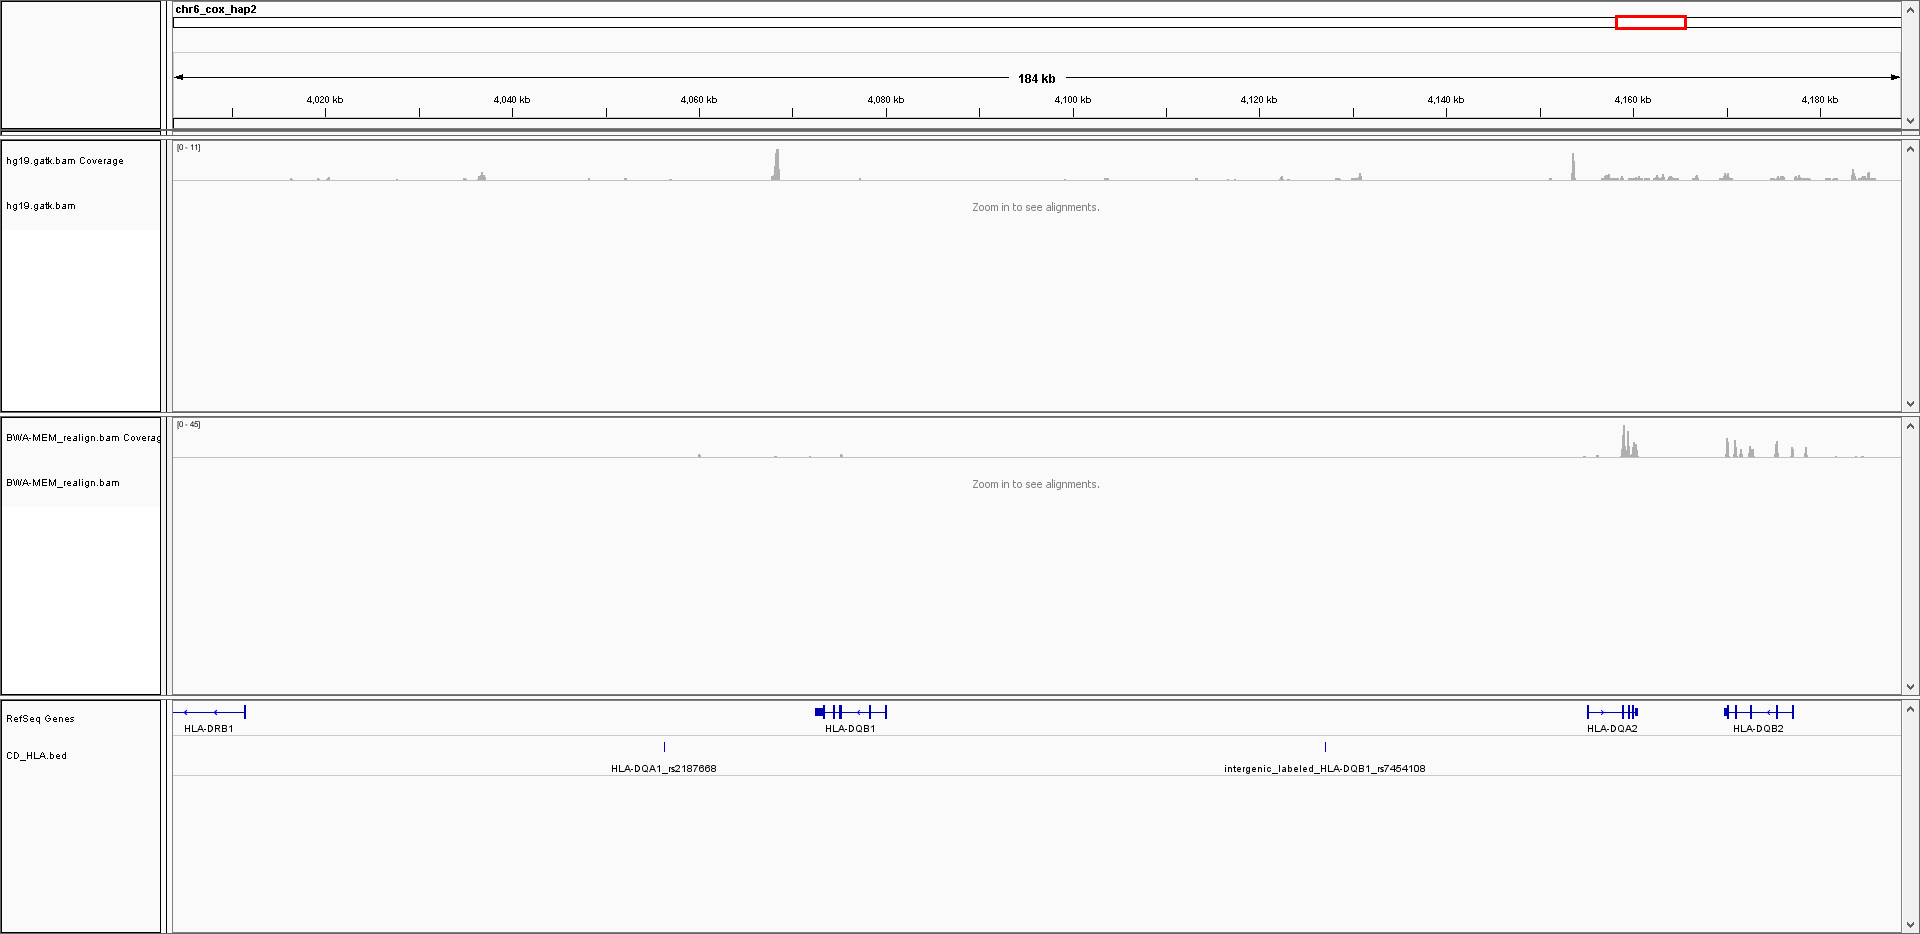 chr6_cox_hap2
184 kb
4,020 kb 4,040 kb 4,060 kb 4,080 kb 4,100 kb 4,120 kb 4,140 kb 4,160 kb 4,180 kb
[0 - 11]
hg19.gatk.bam Coverage
hg19.gatk.bam
Zoom in to see alignments.
[0 - 45]
BWA-MEM_realign.bam Coverag
BWA-MEM_realign.bam
Zoom in to see alignments.
RefSeq Genes
HLA-DRB1 HLA-DQB1 HLA-DQA2 HLA-DQB2
CD_HLA.bed
HLA-DQA1_rs2187668 intergenic_labeled_HLA-DQB1_rs7454108